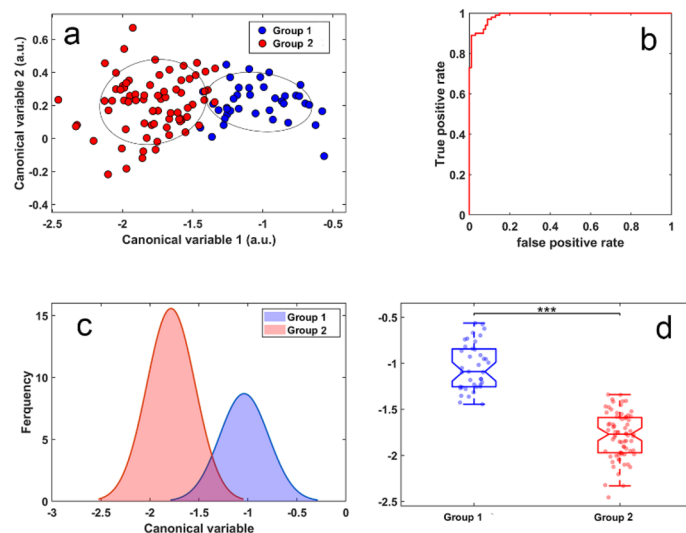 a
Group 1
Group 2
Canonical variable 2 (a.u.)
0.6
0.4
0.2
0
0.2
0.4
-2.5
-2
-1.5
-1
-0.5
Canonical variable 1 (a.u.)
b
True positive rate
1
0.8
0.6
0.4
0.2
0
0
0.2
0.4
0.6
0.8
1
false positive rate
c
Group 1
Group 2
Ferquency
15
10
5
0
-3
-2.5
-2
-1.5
-1
-0.5
0
Canonical variable
d
***
-0.5
-1
-1.5
-2
-2.5
Group 1
Group 2